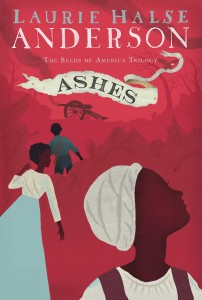 LAURIE HALSE
ANDERSON
THE SEEDS OF AMERICA TRILOGY
ASHES